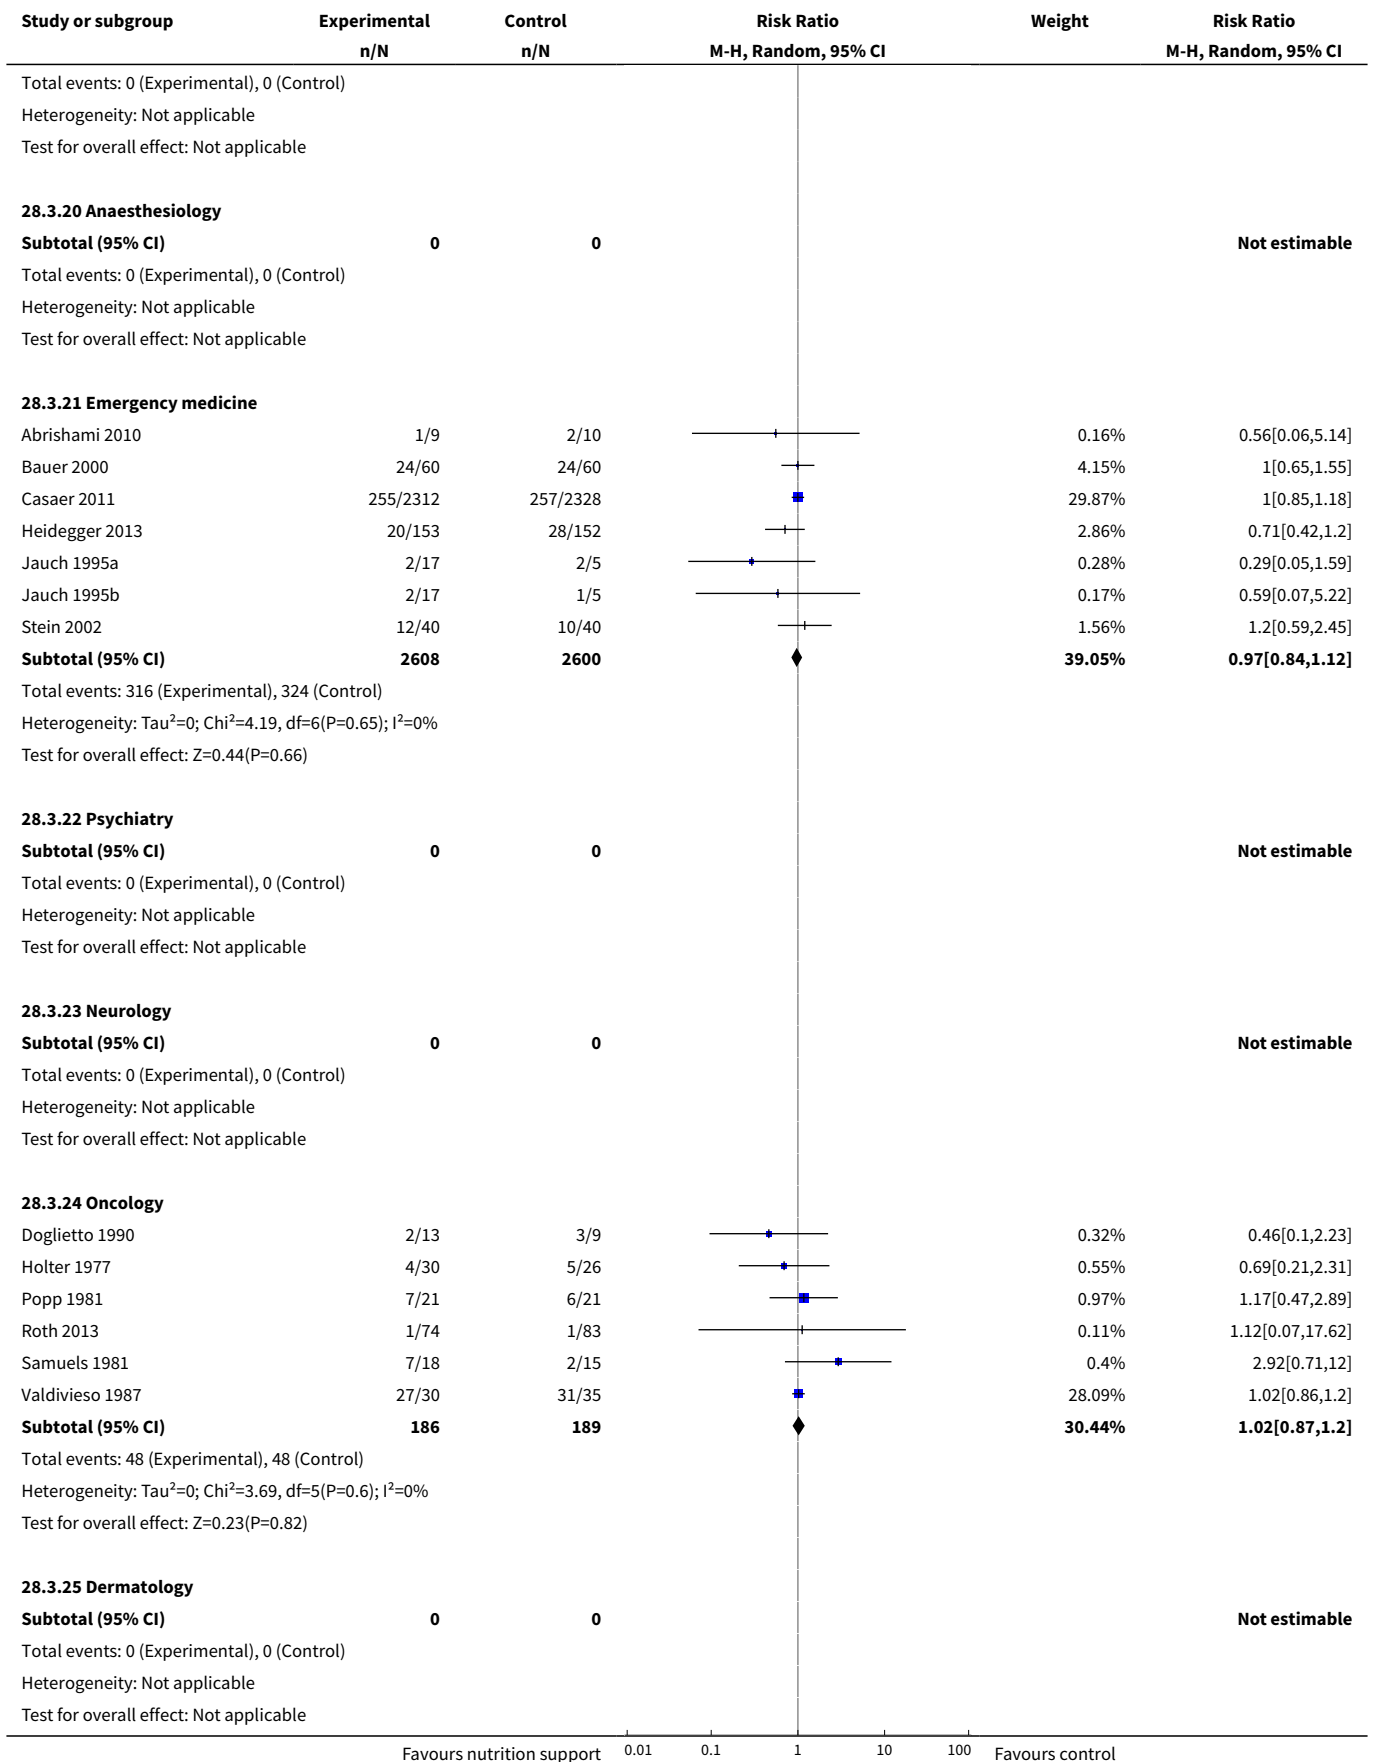 Study or subgroup Experimental Control Risk Ratio Weight Risk Ratio
n/N n/N M-H, Random, 95% CI M-H, Random, 95% CI
Total events: 0 (Experimental), 0 (Control)
Heterogeneity: Not applicable
Test for overall effect: Not applicable
28.3.20 Anaesthesiology
Subtotal (95% CI) 0 0 Not estimable
Total events: 0 (Experimental), 0 (Control)
Heterogeneity: Not applicable
Test for overall effect: Not applicable
28.3.21 Emergency medicine
Abrishami 2010 1/9 2/10 0.16% 0.56[0.06,5.14]
Bauer 2000 24/60 24/60 4.15% 1[0.65,1.55]
Casaer 2011 255/2312 257/2328 29.87% 1[0.85,1.18]
Heidegger 2013 20/153 28/152 2.86% 0.71[0.42,1.2]
Jauch 1995a 2/17 2/5 0.28% 0.29[0.05,1.59]
Jauch 1995b 2/17 1/5 0.17% 0.59[0.07,5.22]
Stein 2002 12/40 10/40 1.56% 1.2[0.59,2.45]
Subtotal (95% CI) 2608 2600 39.05% 0.97[0.84,1.12]
Total events: 316 (Experimental), 324 (Control)
Heterogeneity: Tau²=0; Chi²=4.19, df=6(P=0.65); I²=0%
Test for overall effect: Z=0.44(P=0.66)
28.3.22 Psychiatry
Subtotal (95% CI) 0 0 Not estimable
Total events: 0 (Experimental), 0 (Control)
Heterogeneity: Not applicable
Test for overall effect: Not applicable
28.3.23 Neurology
Subtotal (95% CI) 0 0 Not estimable
Total events: 0 (Experimental), 0 (Control)
Heterogeneity: Not applicable
Test for overall effect: Not applicable
28.3.24 Oncology
Doglietto 1990 2/13 3/9 0.32% 0.46[0.1,2.23]
Holter 1977 4/30 5/26 0.55% 0.69[0.21,2.31]
Popp 1981 7/21 6/21 0.97% 1.17[0.47,2.89]
Roth 2013 1/74 1/83 0.11% 1.12[0.07,17.62]
Samuels 1981 7/18 2/15 0.4% 2.92[0.71,12]
Valdivieso 1987 27/30 31/35 28.09% 1.02[0.86,1.2]
Subtotal (95% CI) 186 189 30.44% 1.02[0.87,1.2]
Total events: 48 (Experimental), 48 (Control)
Heterogeneity: Tau²=0; Chi²=3.69, df=5(P=0.6); I²=0%
Test for overall effect: Z=0.23(P=0.82)
28.3.25 Dermatology
Subtotal (95% CI) 0 0 Not estimable
Total events: 0 (Experimental), 0 (Control)
Heterogeneity: Not applicable
Test for overall effect: Not applicable
Favours nutrition support 0.01 0.1 1 10 100 Favours control